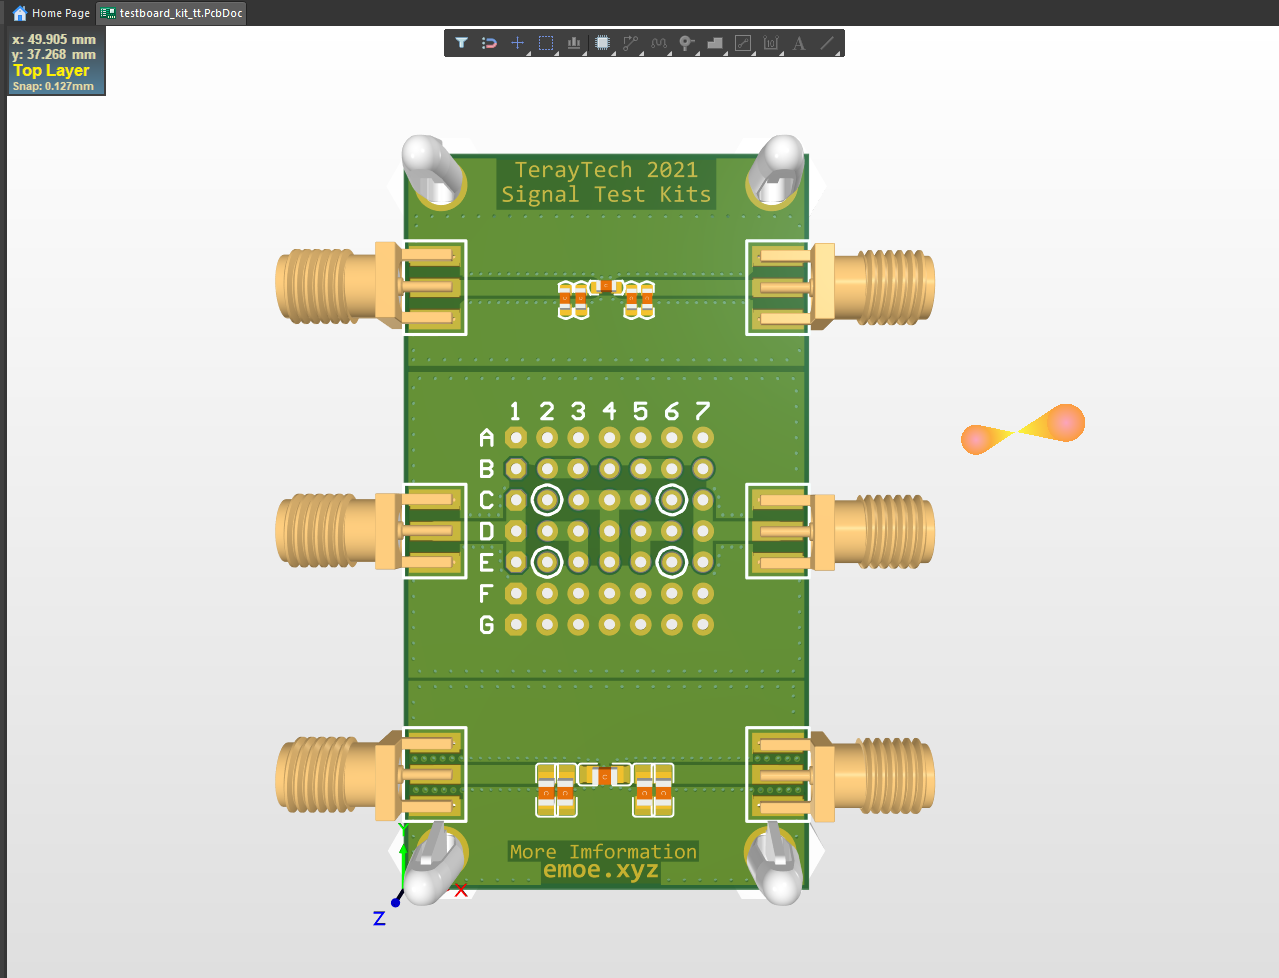 Home Page
testboard_kit_tt.PcbDoc
x: 49.905 mm
y: 37.268 mm
Top Layer
Snap: 0.127mm
A
TerayTech 2021
Signal Test Kits
1 2 3 4 5 6 7
A
B
C
D
E
F
G
More Imformation
emoe.xyz
Y
X
Z